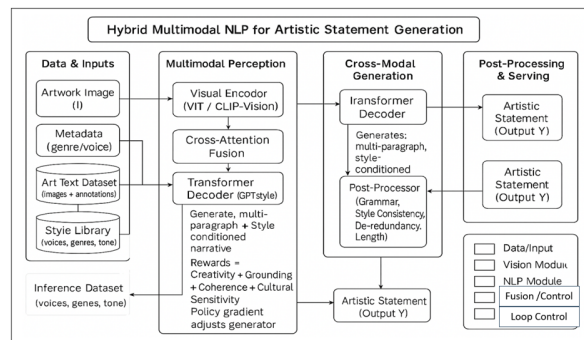 Hybrid Multimodal NLP for Artistic Statement Generation
Data & Inputs
Artwork Image
(I)
Metadata
(genre/voice)
Art Text Dataset
(images + annotations)
Styie Library
(voices, genres, tone)
Inference Dataset
(voices, genes, tone)
Multimodal Perception
Visual Encodor
(VIT / CLIP-Vision)
Cross-Attention
Fusion
Transformer
Decoder (GPTstyle)
Generate, multi-
paragraph + Style
conditioned
narrative
Rewards =
Creativity + Grounding
+ Coherence + Cultural
Sensitivity
Policy gradient
adjusts generator
Cross-Modal
Generation
Iransformer
Decoder
Generates;
multi-paragraph,
style-
conditioned
Post-Processor
(Grammar,
Style Consistency,
De-redundancy.
Length)
Artistic Statement
(Output Y)
Post-Processing
& Serving
Artistic
Statement
(Output Y)
Artistic
Statement
(Output Y)
Data/Input
Vision Module
NLP Module
Fusion /Control
Loop Control